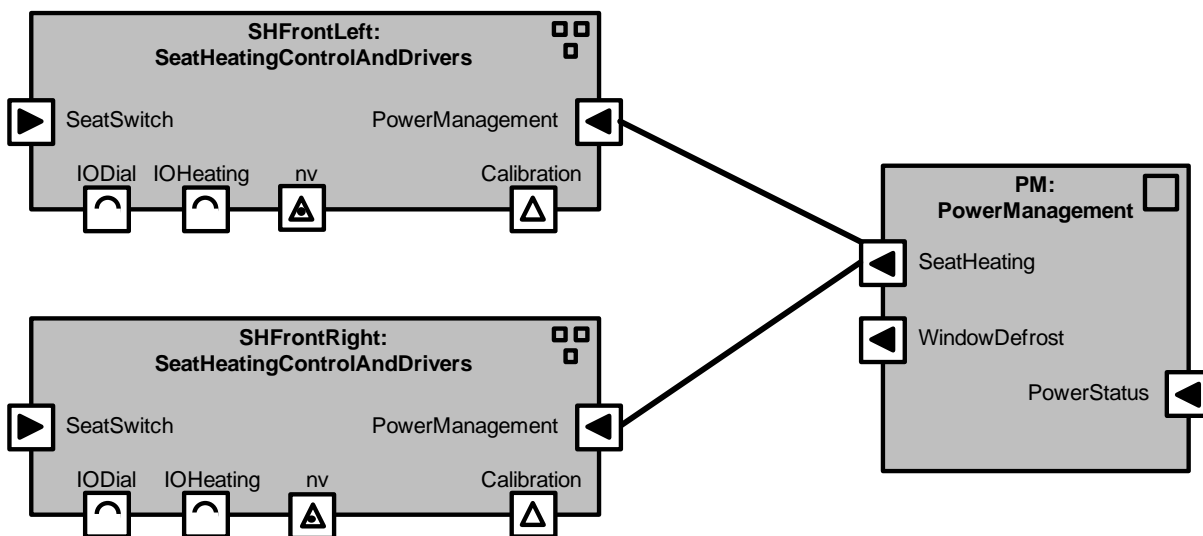 SHFrontLeft:
SeatHeatingControlAndDrivers
SeatSwitch
PowerManagement
IODial
IOHeating
nv
Calibration
PM:
PowerManagement
SeatHeating
WindowDefrost
PowerStatus
SHFrontRight:
SeatHeatingControlAndDrivers
SeatSwitch
PowerManagement
IODial
IOHeating
nv
Calibration